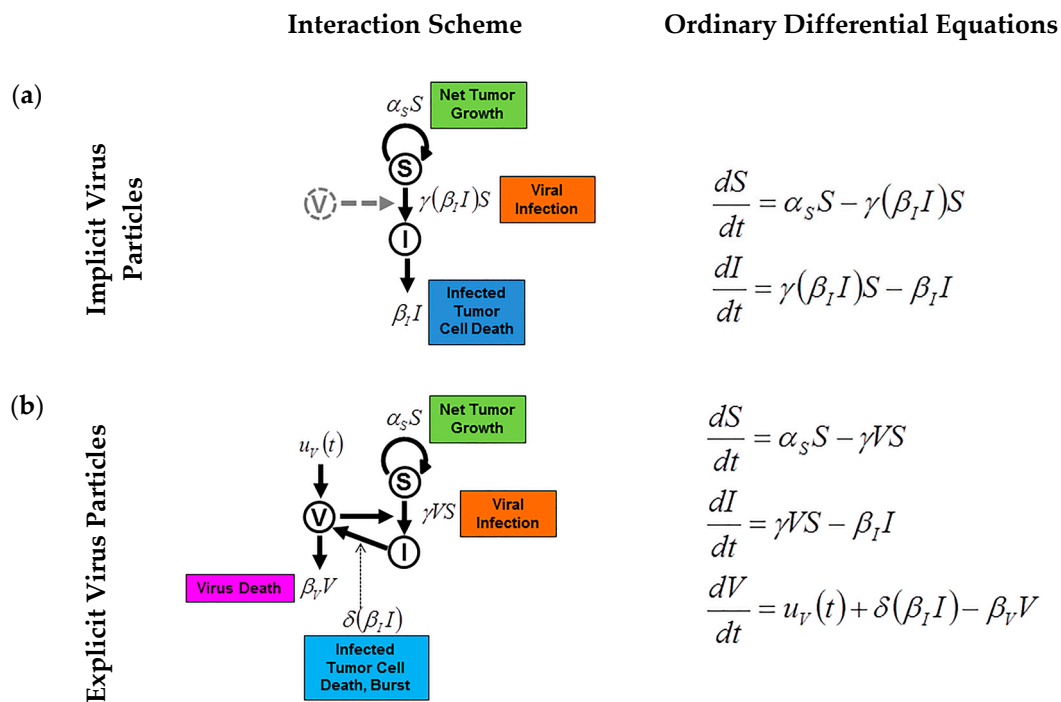 Interaction Scheme
Ordinary Differential Equations
(a)
Implicit Virus
Particles
α_S S
Net Tumor
Growth
S
V
γ(β_I I)S
Viral
Infection
I
β_I I
Infected
Tumor
Cell Death
dS/dt = α_S S − γ(β_I I)S
dI/dt = γ(β_I I)S − β_I I
(b)
Explicit Virus Particles
α_S S
Net Tumor
Growth
u_V(t)
S
V
γVS
Viral
Infection
I
Virus Death
β_V V
δ(β_I I)
Infected
Tumor Cell
Death, Burst
dS/dt = α_S S − γVS
dI/dt = γVS − β_I I
dV/dt = u_V(t) + δ(β_I I) − β_V V